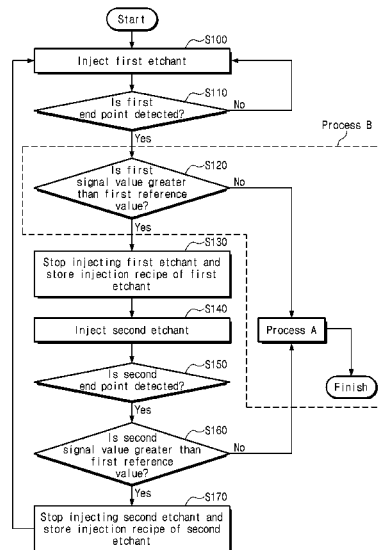 Start
S100
Inject first etchant
S110
Is first
end point detected?
No
Yes
Process B
S120
Is first
signal value greater
than first reference
value?
No
Yes
S130
Stop injecting first etchant and
store injection recipe of first
etchant
S140
Inject second etchant
Process A
S150
Is second
end point detected?
Finish
Yes
S160
Is second
signal value greater than
first reference
value?
No
Yes
S170
Stop injecting second etchant and
store injection recipe of second
etchant